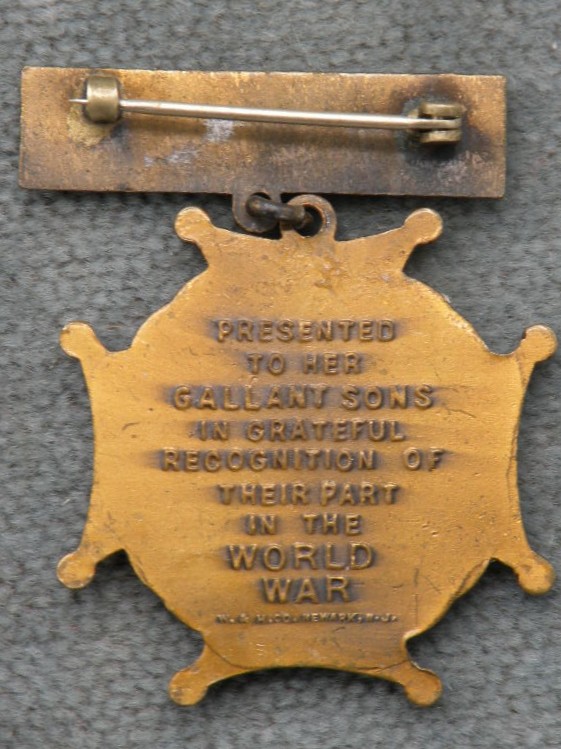 PRESENTED
TO HER
GALLANT SONS
IN GRATEFUL
RECOGNITION OF
THEIR PART
IN THE
WORLD
WAR
W. & H. CO. NEWARK, N.J.